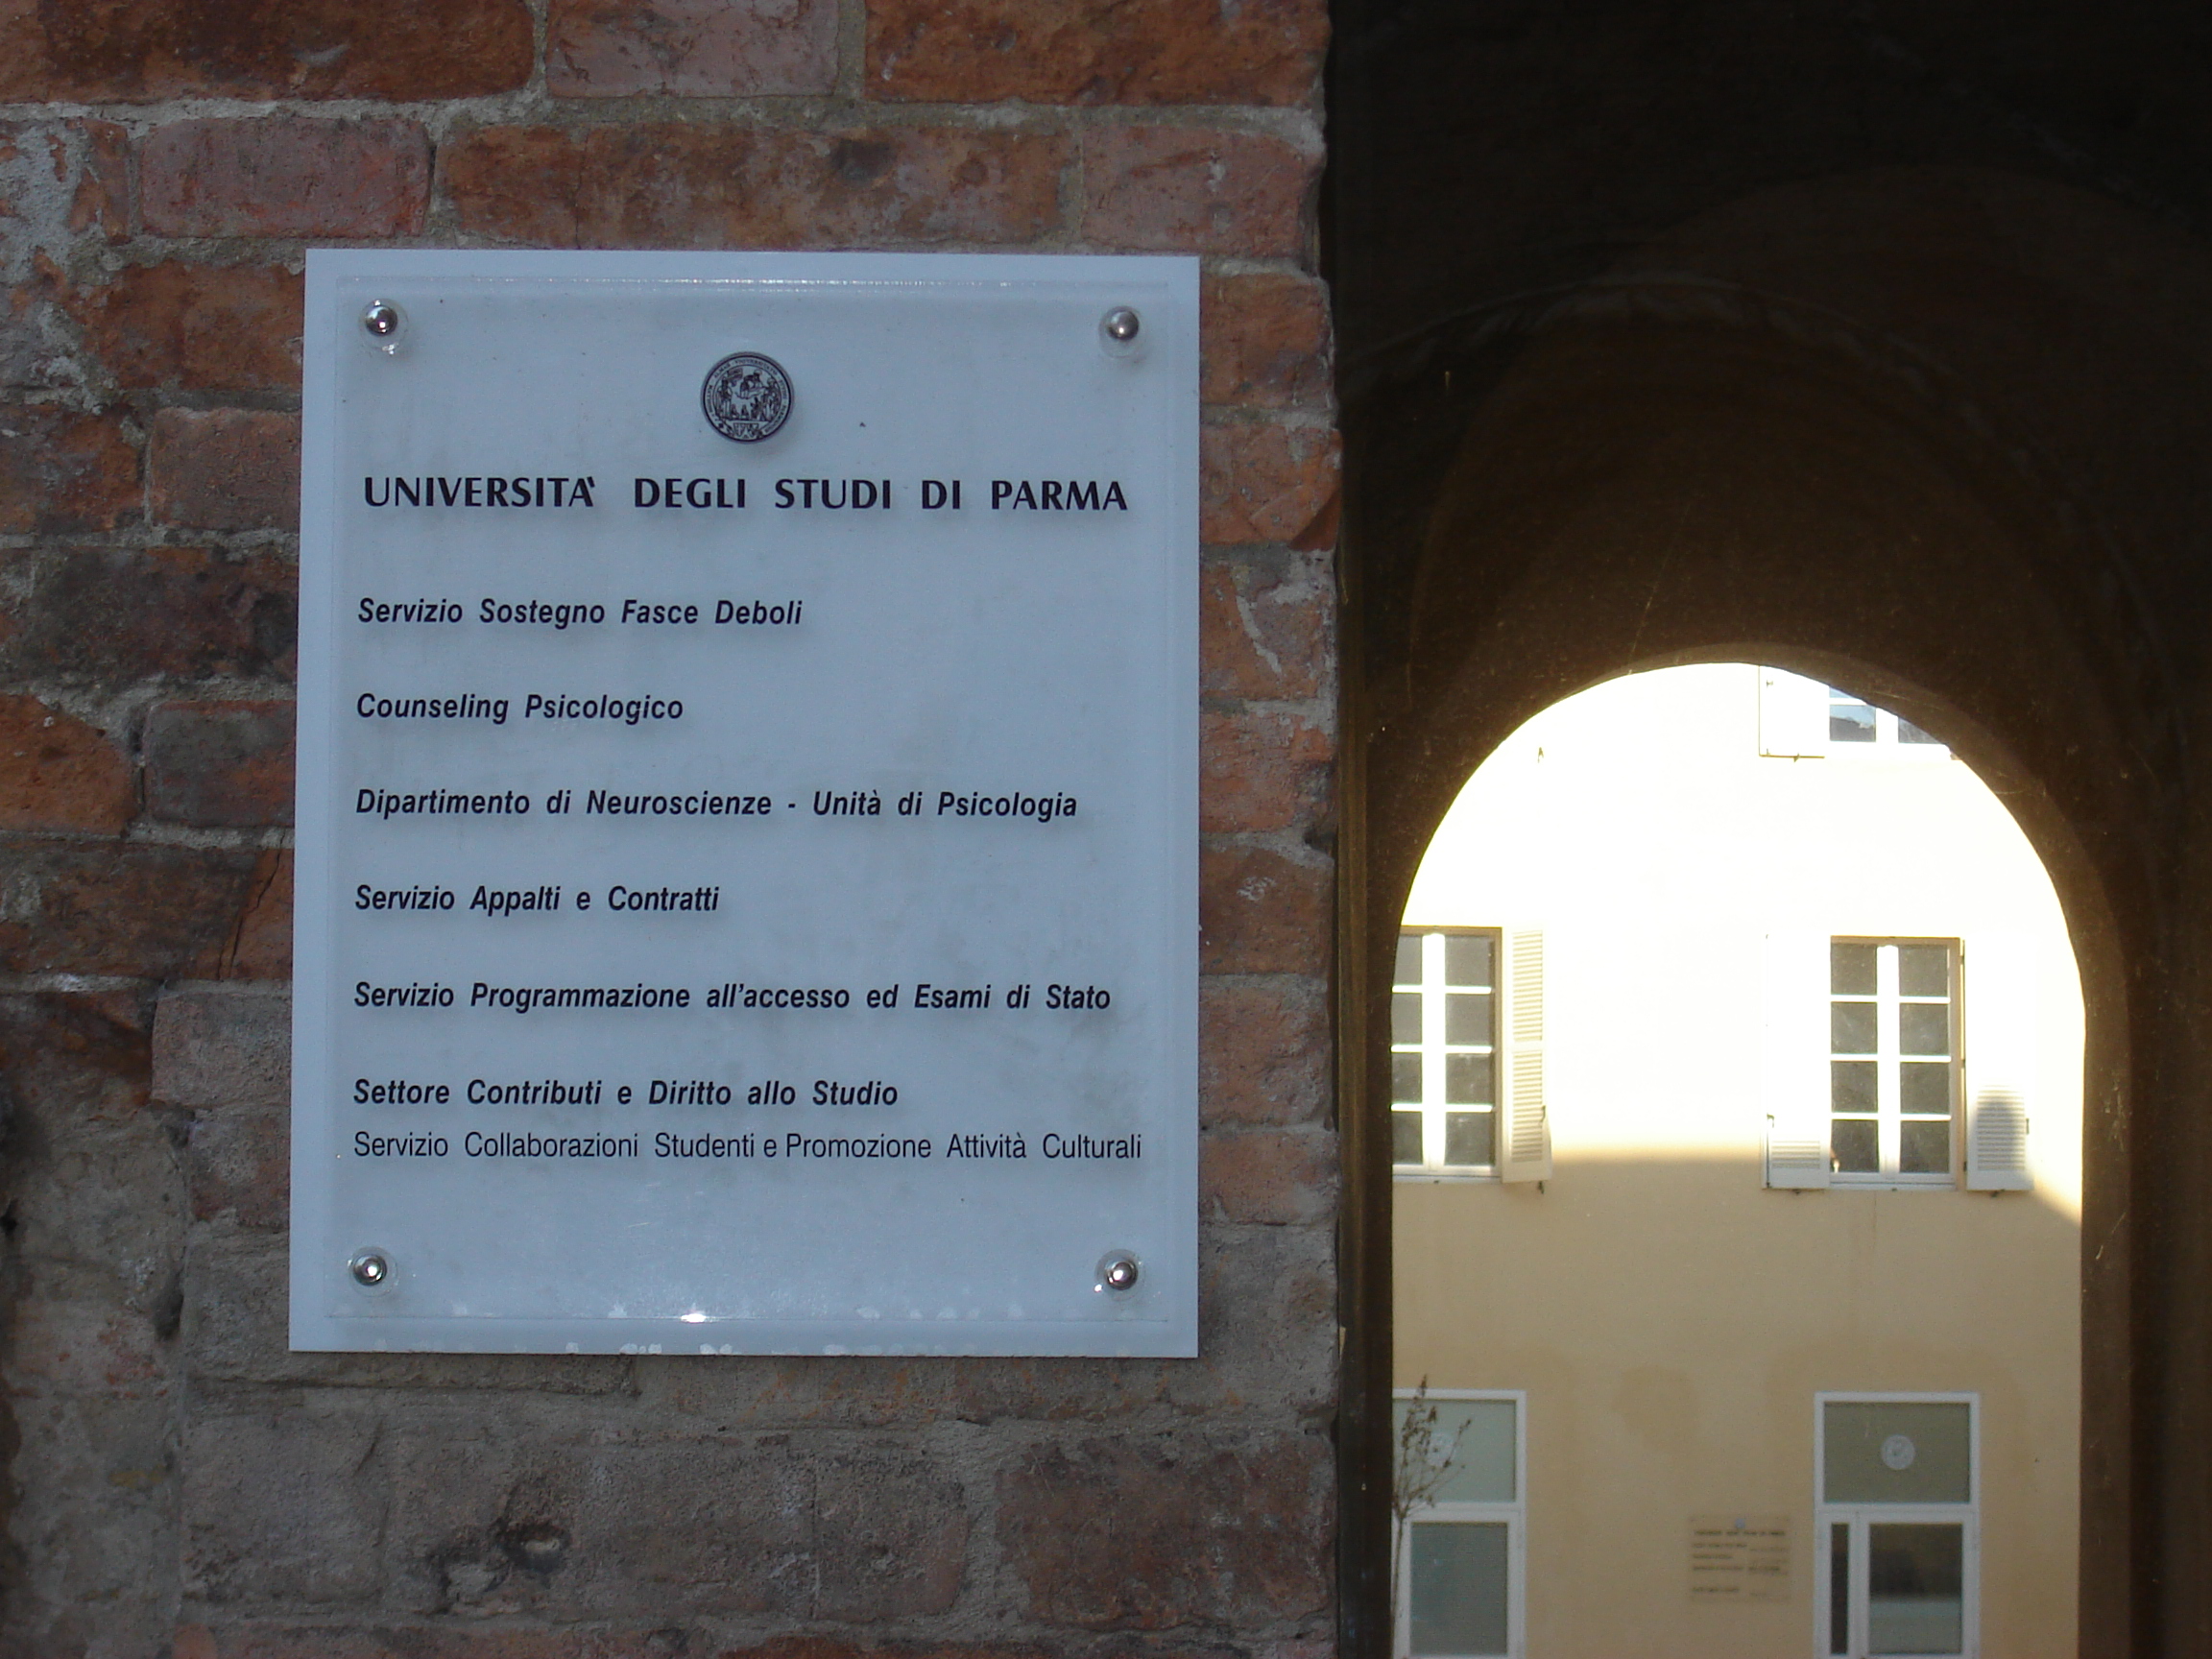 UNIVERSITA' DEGLI STUDI DI PARMA
Servizio Sostegno Fasce Deboli
Counseling Psicologico
Dipartimento di Neuroscienze - Unità di Psicologia
Servizio Appalti e Contratti
Servizio Programmazione all'accesso ed Esami di Stato
Settore Contributi e Diritto allo Studio
Servizio Collaborazioni Studenti e Promozione Attività Culturali